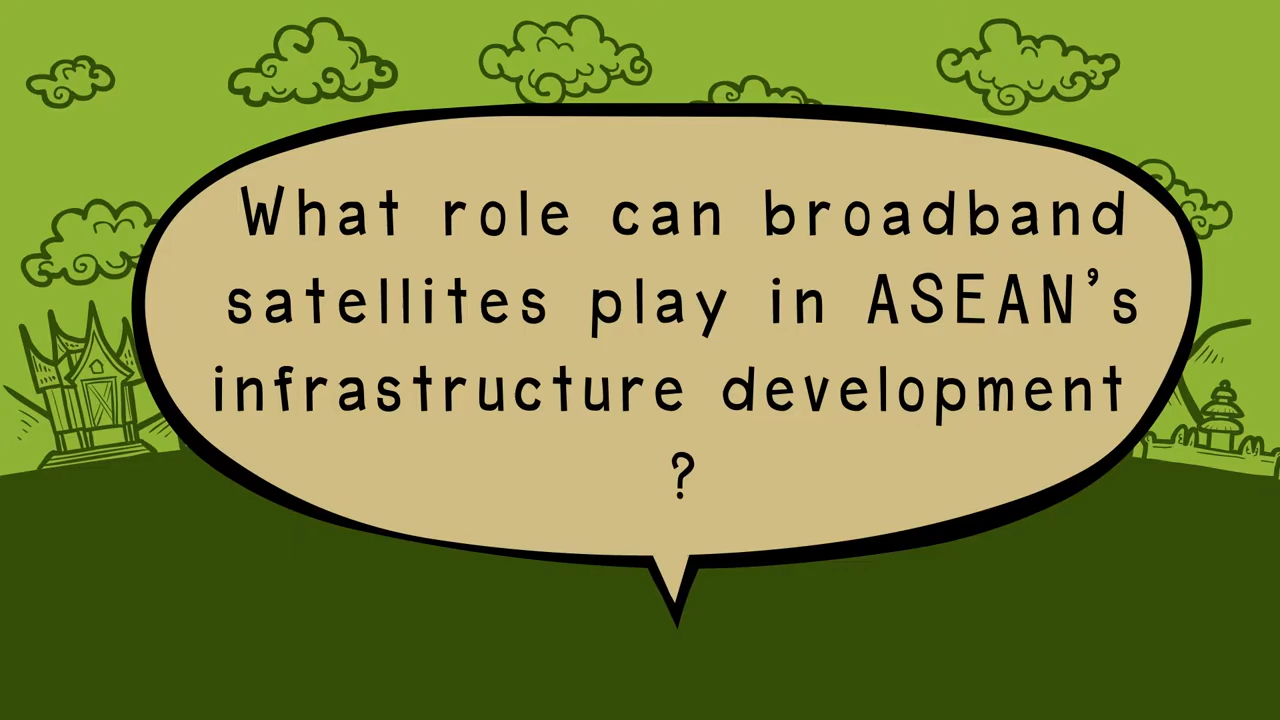 What role can broadband
satellites play in ASEAN’s
infrastructure development
?